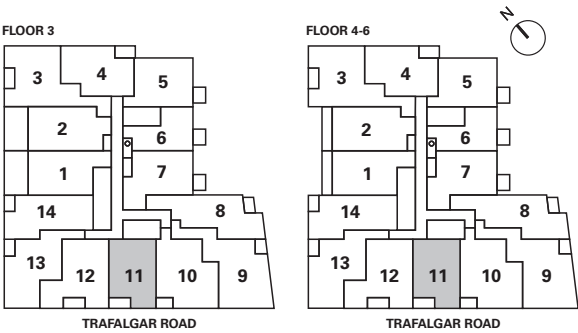 N
FLOOR 3
FLOOR 4-6
3 4 5
2 6
1 7
14 8
13 12 11 10 9
TRAFALGAR ROAD
3 4 5
2 6
1 7
14 8
13 12 11 10 9
TRAFALGAR ROAD